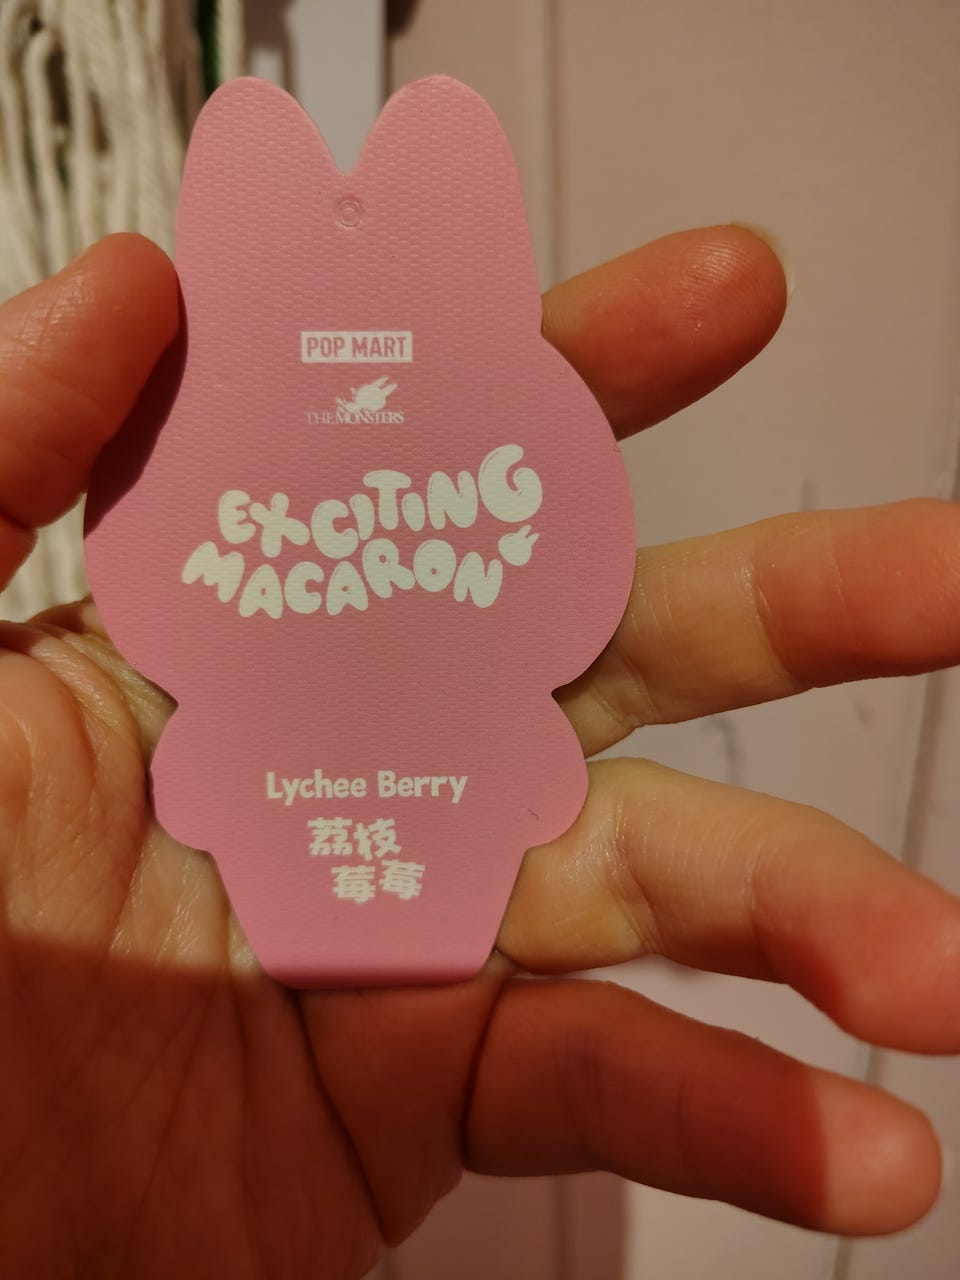 POP MART
THE MONSTERS
EXCITING
MACARON
Lychee Berry
荔枝
莓莓